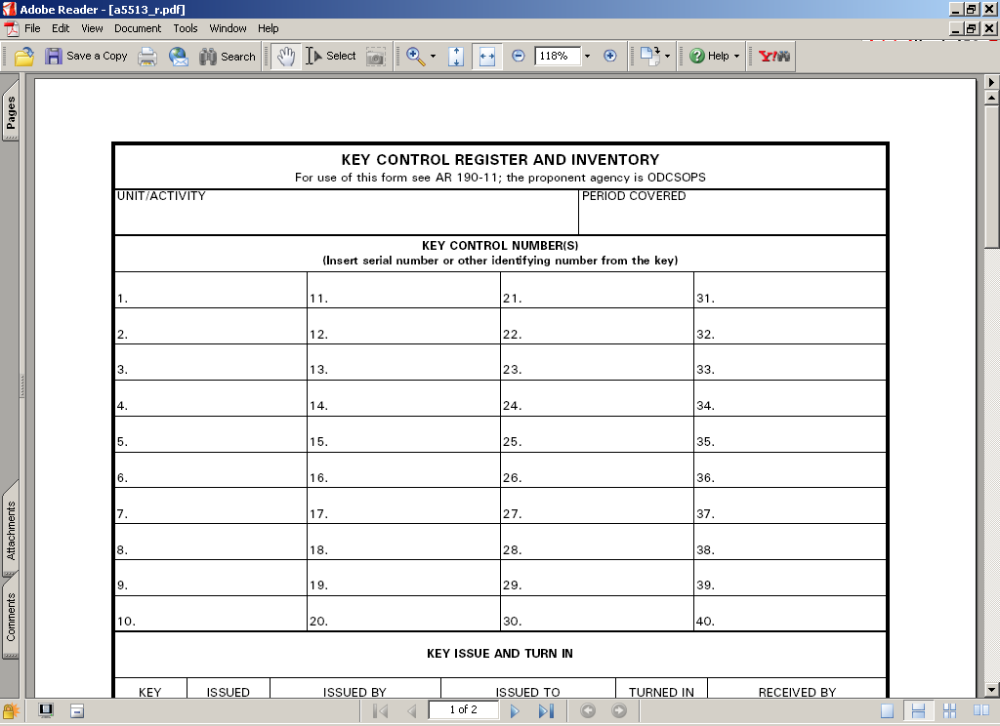 Adobe Reader - [a5513_r.pdf]
File Edit View Document Tools Window Help
Save a Copy Search Select 118% Help Y!
Pages
Attachments
Comments
KEY CONTROL REGISTER AND INVENTORY
For use of this form see AR 190-11; the proponent agency is ODCSOPS
UNIT/ACTIVITY PERIOD COVERED
KEY CONTROL NUMBER(S)
(Insert serial number or other identifying number from the key)
1. 11. 21. 31.
2. 12. 22. 32.
3. 13. 23. 33.
4. 14. 24. 34.
5. 15. 25. 35.
6. 16. 26. 36.
7. 17. 27. 37.
8. 18. 28. 38.
9. 19. 29. 39.
10. 20. 30. 40.
KEY ISSUE AND TURN IN
KEY ISSUED ISSUED BY ISSUED TO TURNED IN RECEIVED BY
1 of 2